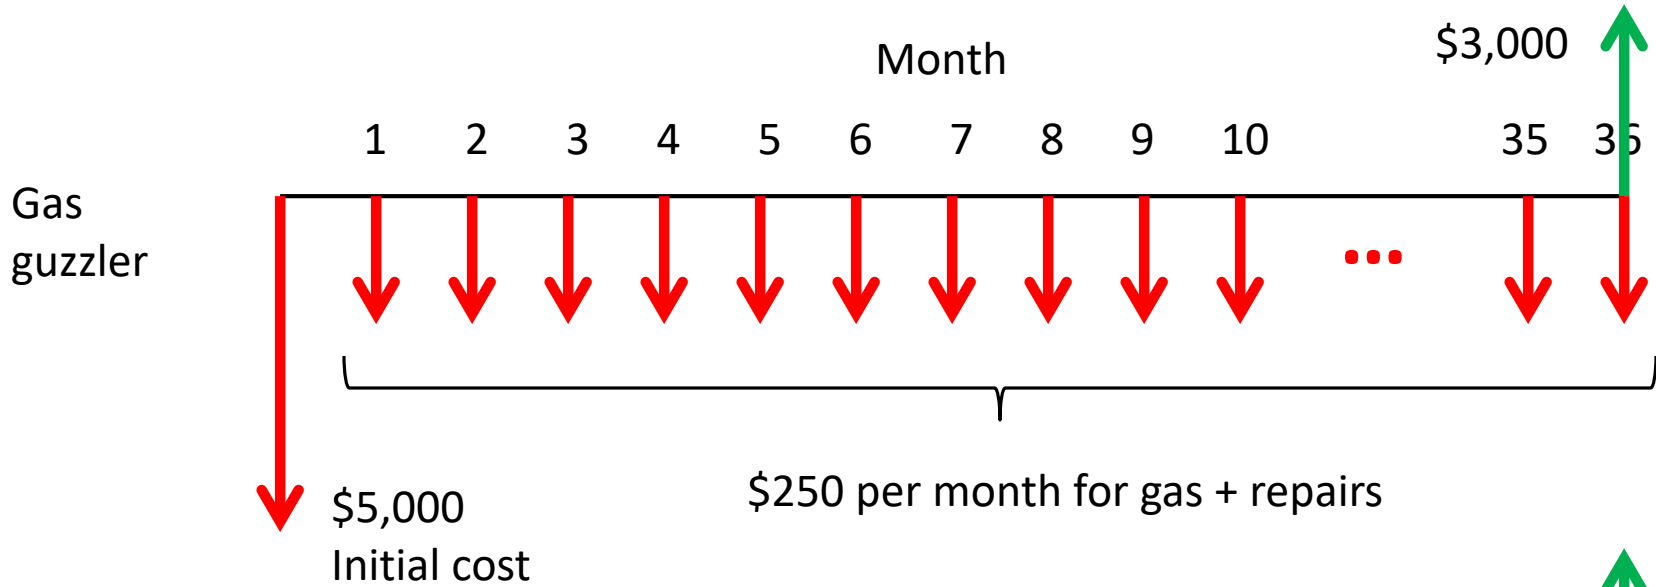 $3,000
Month
1 2 3 4 5 6 7 8 9 10 35 36
Gas
guzzler
...
$250 per month for gas + repairs
$5,000
Initial cost